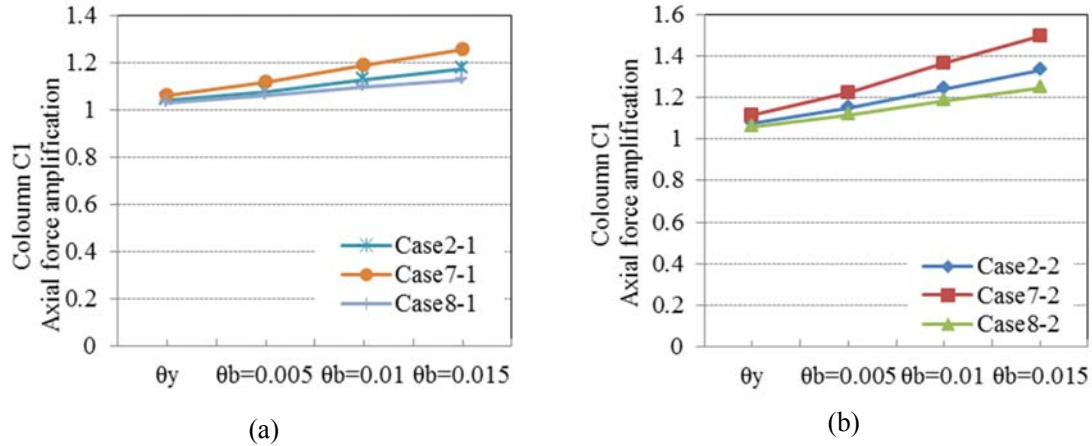 Coloumn C1
Axial force amplification
1.4
1.2
1
0.8
0.6
0.4
0.2
0
Case2-1
Case7-1
Case8-1
θy θb=0.005 θb=0.01 θb=0.015
(a)
Coloumn C1
Axial force amplification
1.6
1.4
1.2
1
0.8
0.6
0.4
0.2
0
Case2-2
Case7-2
Case8-2
θy θb=0.005 θb=0.01 θb=0.015
(b)